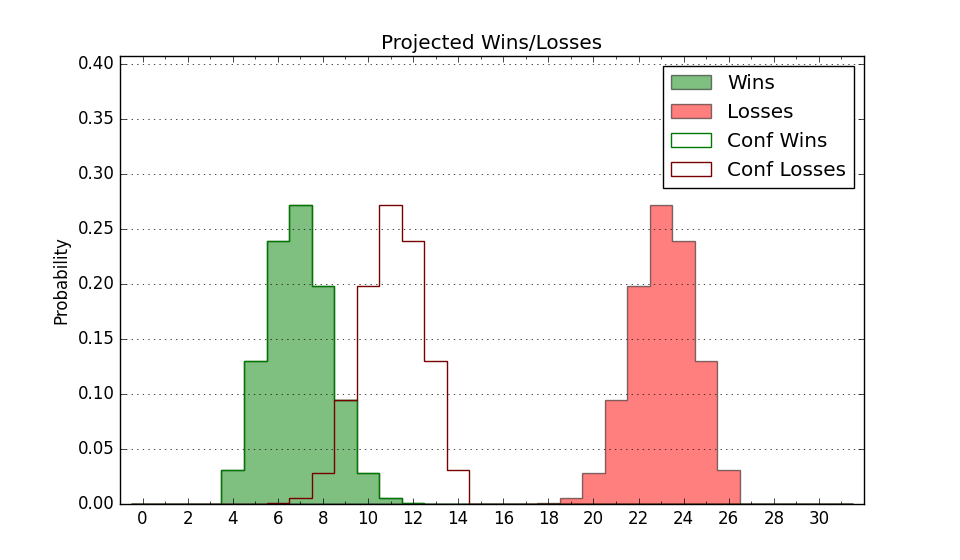 Projected Wins/Losses
0.40
0.35
0.30
0.25
0.20
0.15
0.10
0.05
0.00
Probability
Wins
Losses
Conf Wins
Conf Losses
0 2 4 6 8 10 12 14 16 18 20 22 24 26 28 30